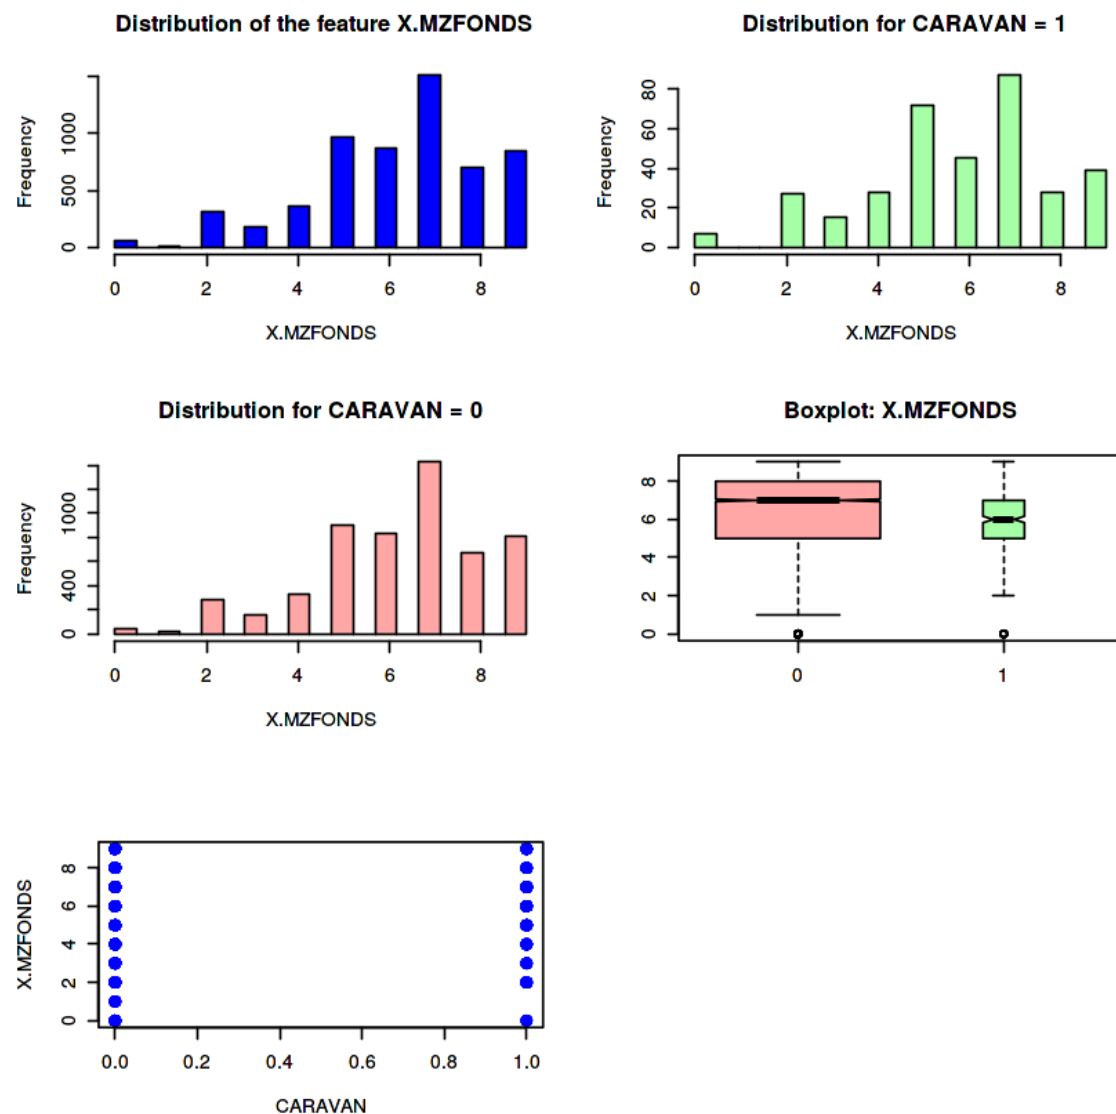 Distribution of the feature X.MZFONDS
Frequency
0 500 1000
0 2 4 6 8
X.MZFONDS
Distribution for CARAVAN = 1
Frequency
0 20 40 60 80
0 2 4 6 8
X.MZFONDS
Distribution for CARAVAN = 0
Frequency
0 400 1000
0 2 4 6 8
X.MZFONDS
Boxplot: X.MZFONDS
0 2 4 6 8
0 1
X.MZFONDS
0 2 4 6 8
0.0 0.2 0.4 0.6 0.8 1.0
CARAVAN